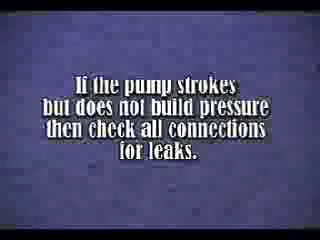 If the pump strokes
but does not build pressure
then check all connections
for leaks.